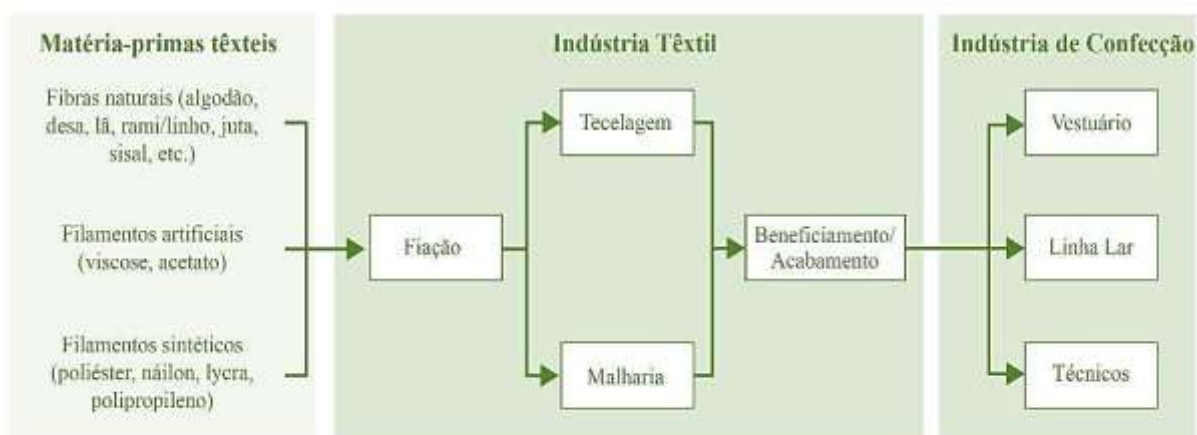 Matéria-primas têxteis
Fibras naturais (algodão,
desa, lã, rami/linho, juta,
sisal, etc.)
Filamentos artificiais
(viscose, acetato)
Filamentos sintéticos
(poliéster, náilon, lycra,
polipropileno)
Indústria Têxtil
Fiação
Tecelagem
Malharia
Beneficiamento/
Acabamento
Indústria de Confecção
Vestuário
Linha Lar
Técnicos